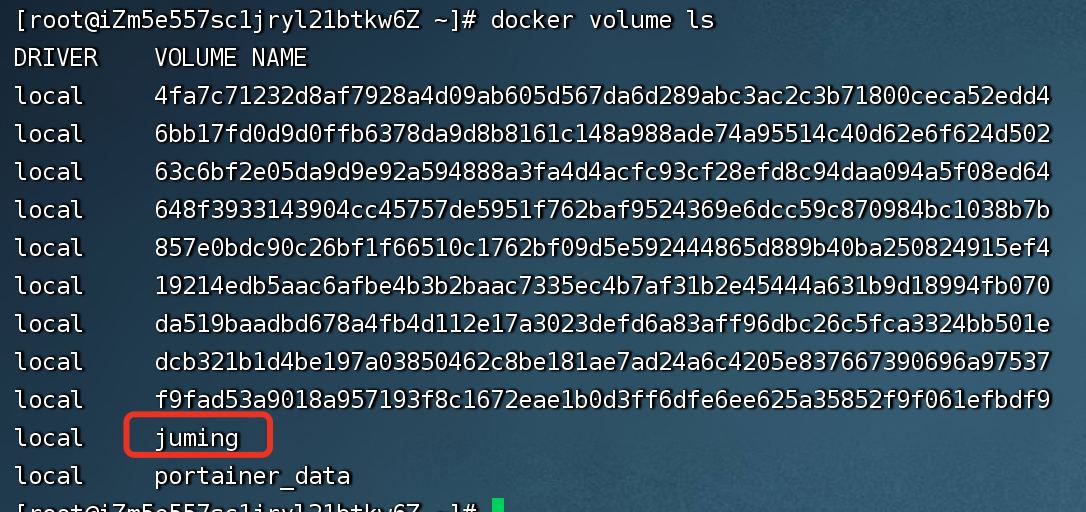 [root@iZm5e557sc1jryl21btkw6Z ~]# docker volume ls
DRIVER    VOLUME NAME
local     4fa7c71232d8af7928a4d09ab605d567da6d289abc3ac2c3b71800ceca52edd4
local     6bb17fd0d9d0ffb6378da9d8b8161c148a988ade74a95514c40d62e6f624d502
local     63c6bf2e05da9d9e92a594888a3fa4d4acfc93cf28efd8c94daa094a5f08ed64
local     648f3933143904cc45757de5951f762baf9524369e6dcc59c870984bc1038b7b
local     857e0bdc90c26bf1f66510c1762bf09d5e592444865d889b40ba250824915ef4
local     19214edb5aac6afbe4b3b2baac7335ec4b7af31b2e45444a631b9d18994fb070
local     da519baadbd678a4fb4d112e17a3023defd6a83aff96dbc26c5fca3324bb501e
local     dcb321b1d4be197a03850462c8be181ae7ad24a6c4205e837667390696a97537
local     f9fad53a9018a957193f8c1672eae1b0d3ff6dfe6ee625a35852f9f061efbdf9
local     juming
local     portainer_data
[root@iZm5e557sc1jryl21btkw6Z ~]#